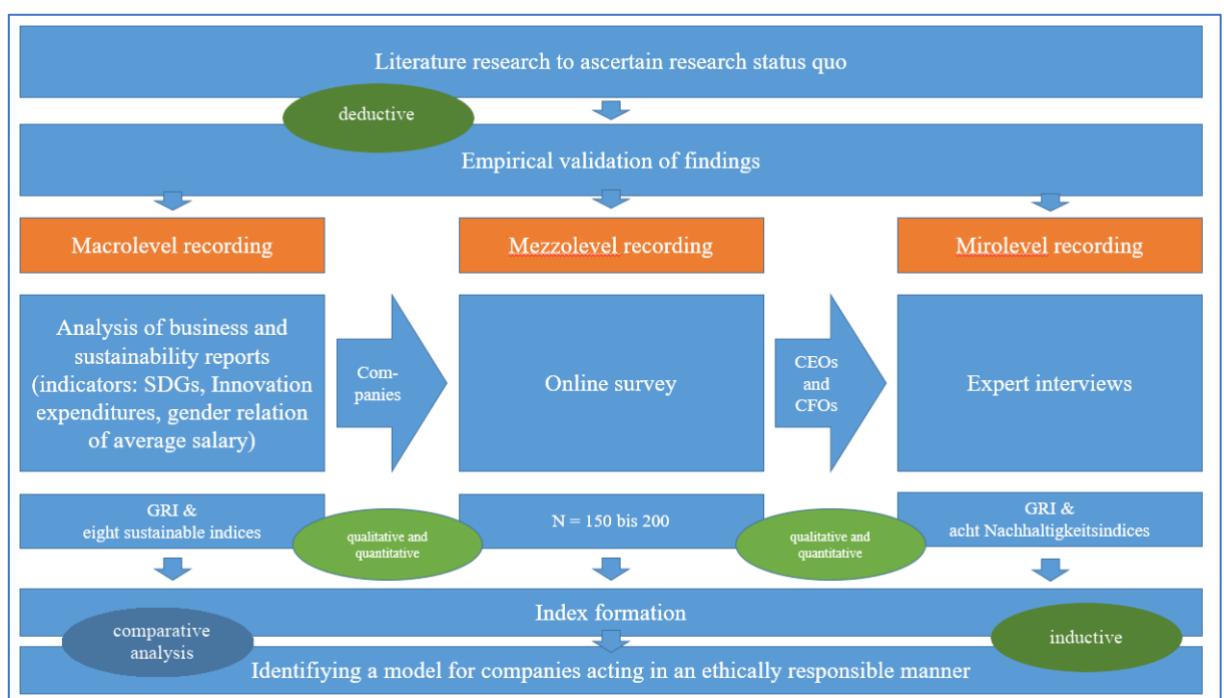 Literature research to ascertain research status quo
deductive
Empirical validation of findings
Macrolevel recording
Mezzolevel recording
Mirolevel recording
Analysis of business and
sustainability reports
(indicators: SDGs, Innovation
expenditures, gender relation
of average salary)
Com-
panies
Online survey
CEOs
and
CFOs
Expert interviews
GRI &
eight sustainable indices
qualitative and
quantitative
N = 150 bis 200
qualitative and
quantitative
GRI &
acht Nachhaltigkeitsindices
Index formation
comparative
analysis
inductive
Identifying a model for companies acting in an ethically responsible manner